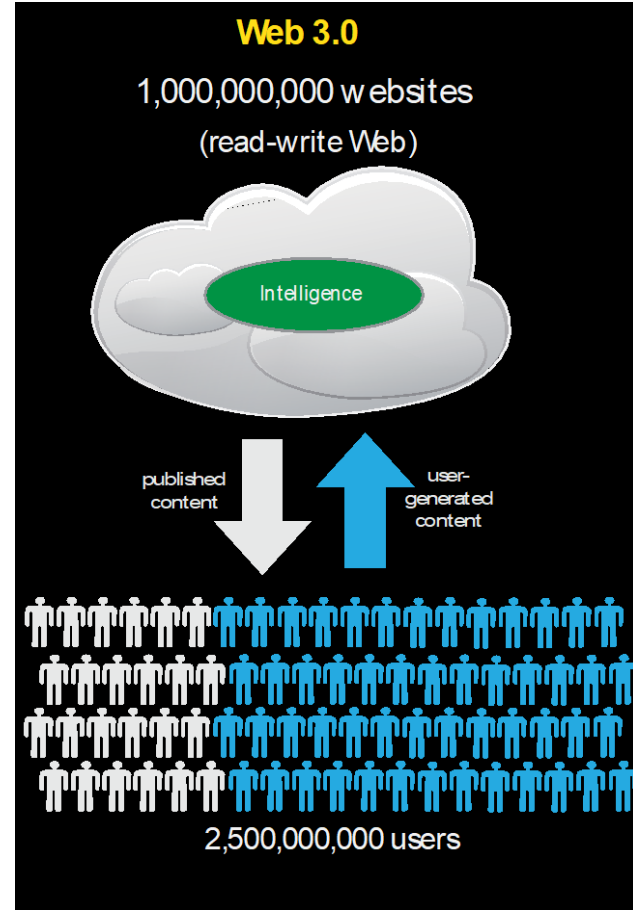 Web 3.0
1,000,000,000 websites
(read-write Web)
Intelligence
published
content
user-
generated
content
2,500,000,000 users